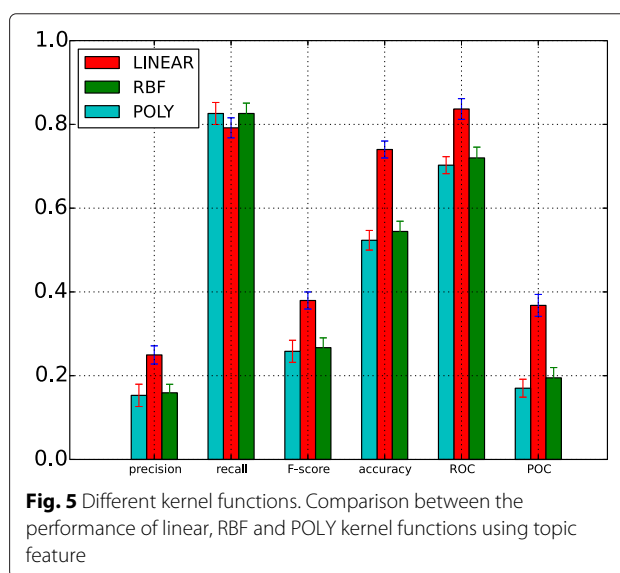 1.0
LINEAR
RBF
POLY
0.8
0.6
0.4
0.2
0.0
precision recall F-score accuracy ROC POC
Fig. 5 Different kernel functions. Comparison between the
performance of linear, RBF and POLY kernel functions using topic
feature